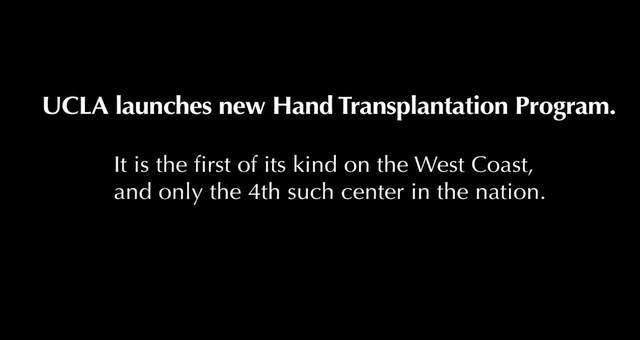 UCLA launches new Hand Transplantation Program.
It is the first of its kind on the West Coast,
and only the 4th such center in the nation.